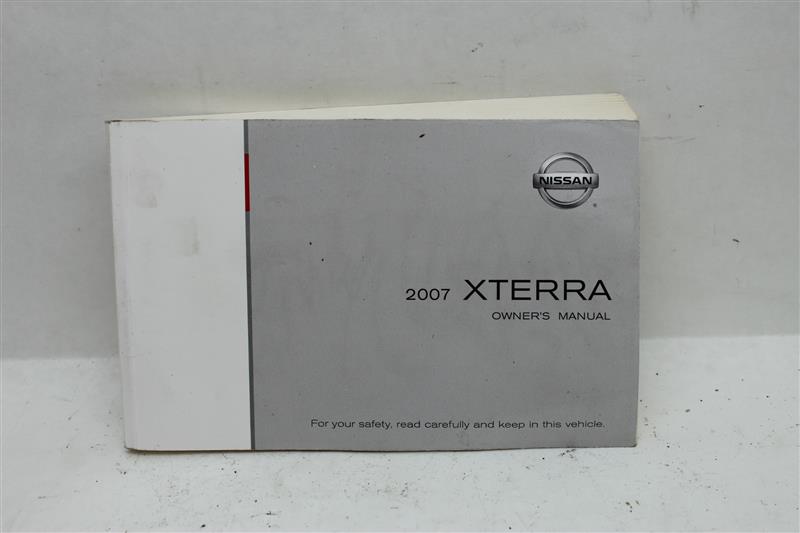 NISSAN
2007 XTERRA
OWNER'S MANUAL
For your safety, read carefully and keep in this vehicle.